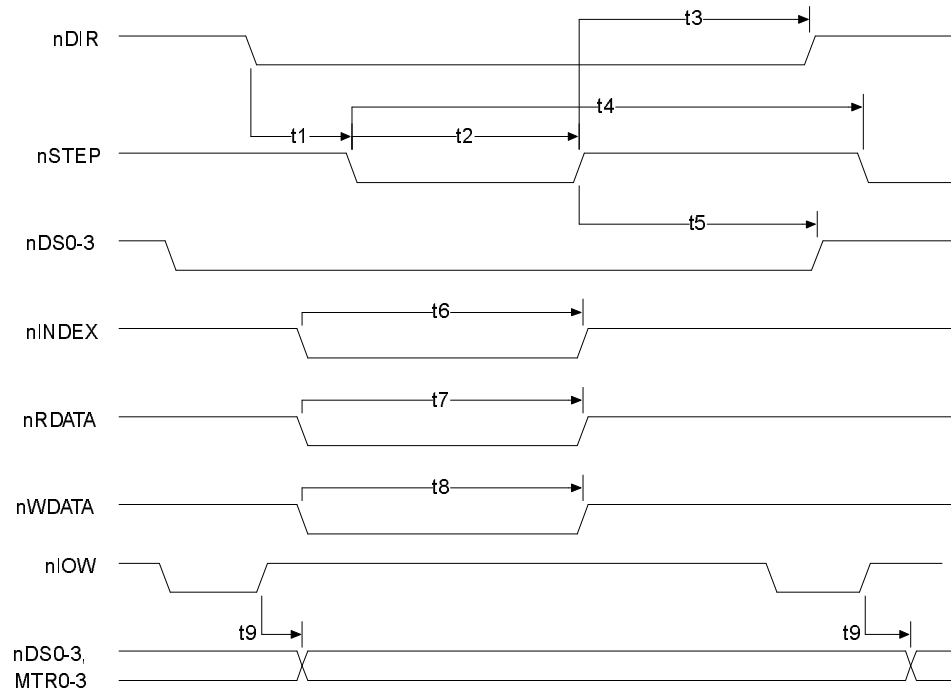 t3
nDIR
t4
t1
t2
nSTEP
t5
nDS0-3
t6
nINDEX
t7
nRDATA
t8
nWDATA
nIOW
t9
t9
nDS0-3,
MTR0-3